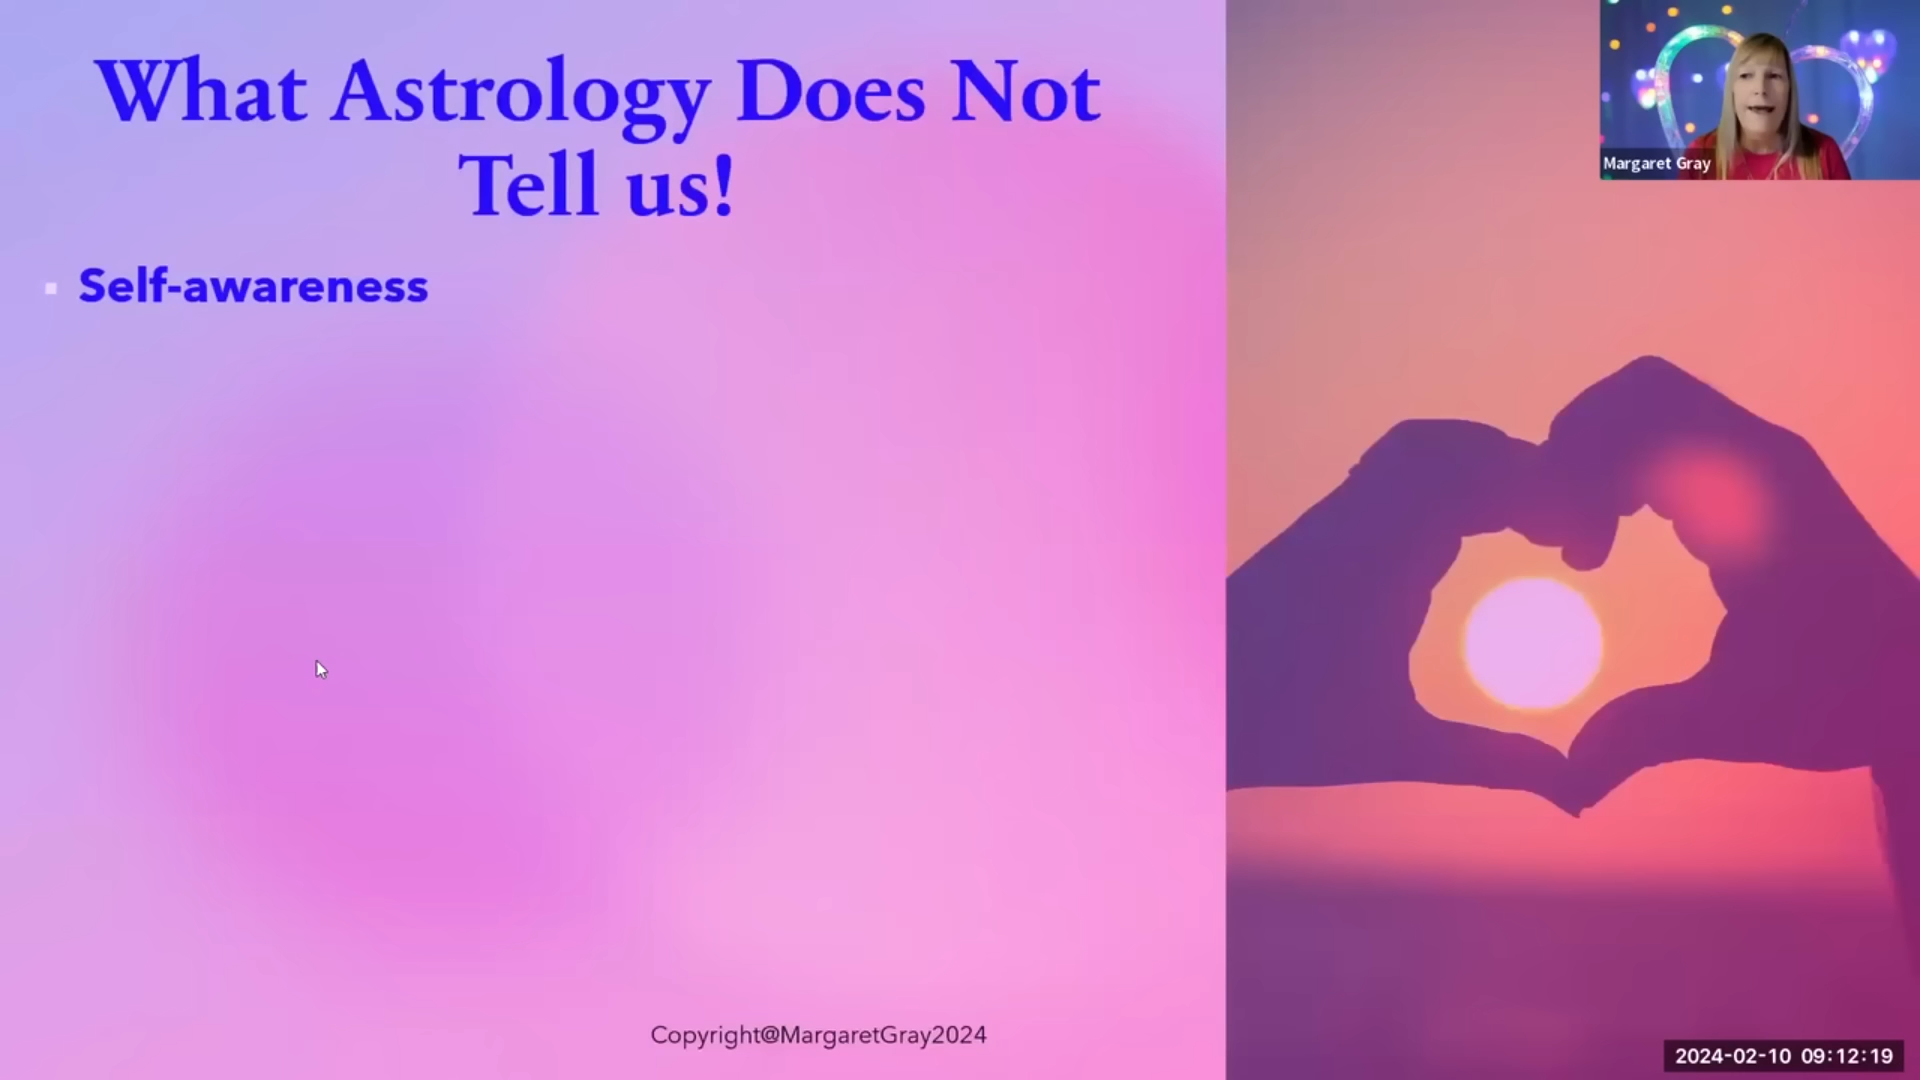 What Astrology Does Not
Tell us!
Self-awareness
Margaret Gray
Copyright@MargaretGray2024
2024-02-10 09:12:19